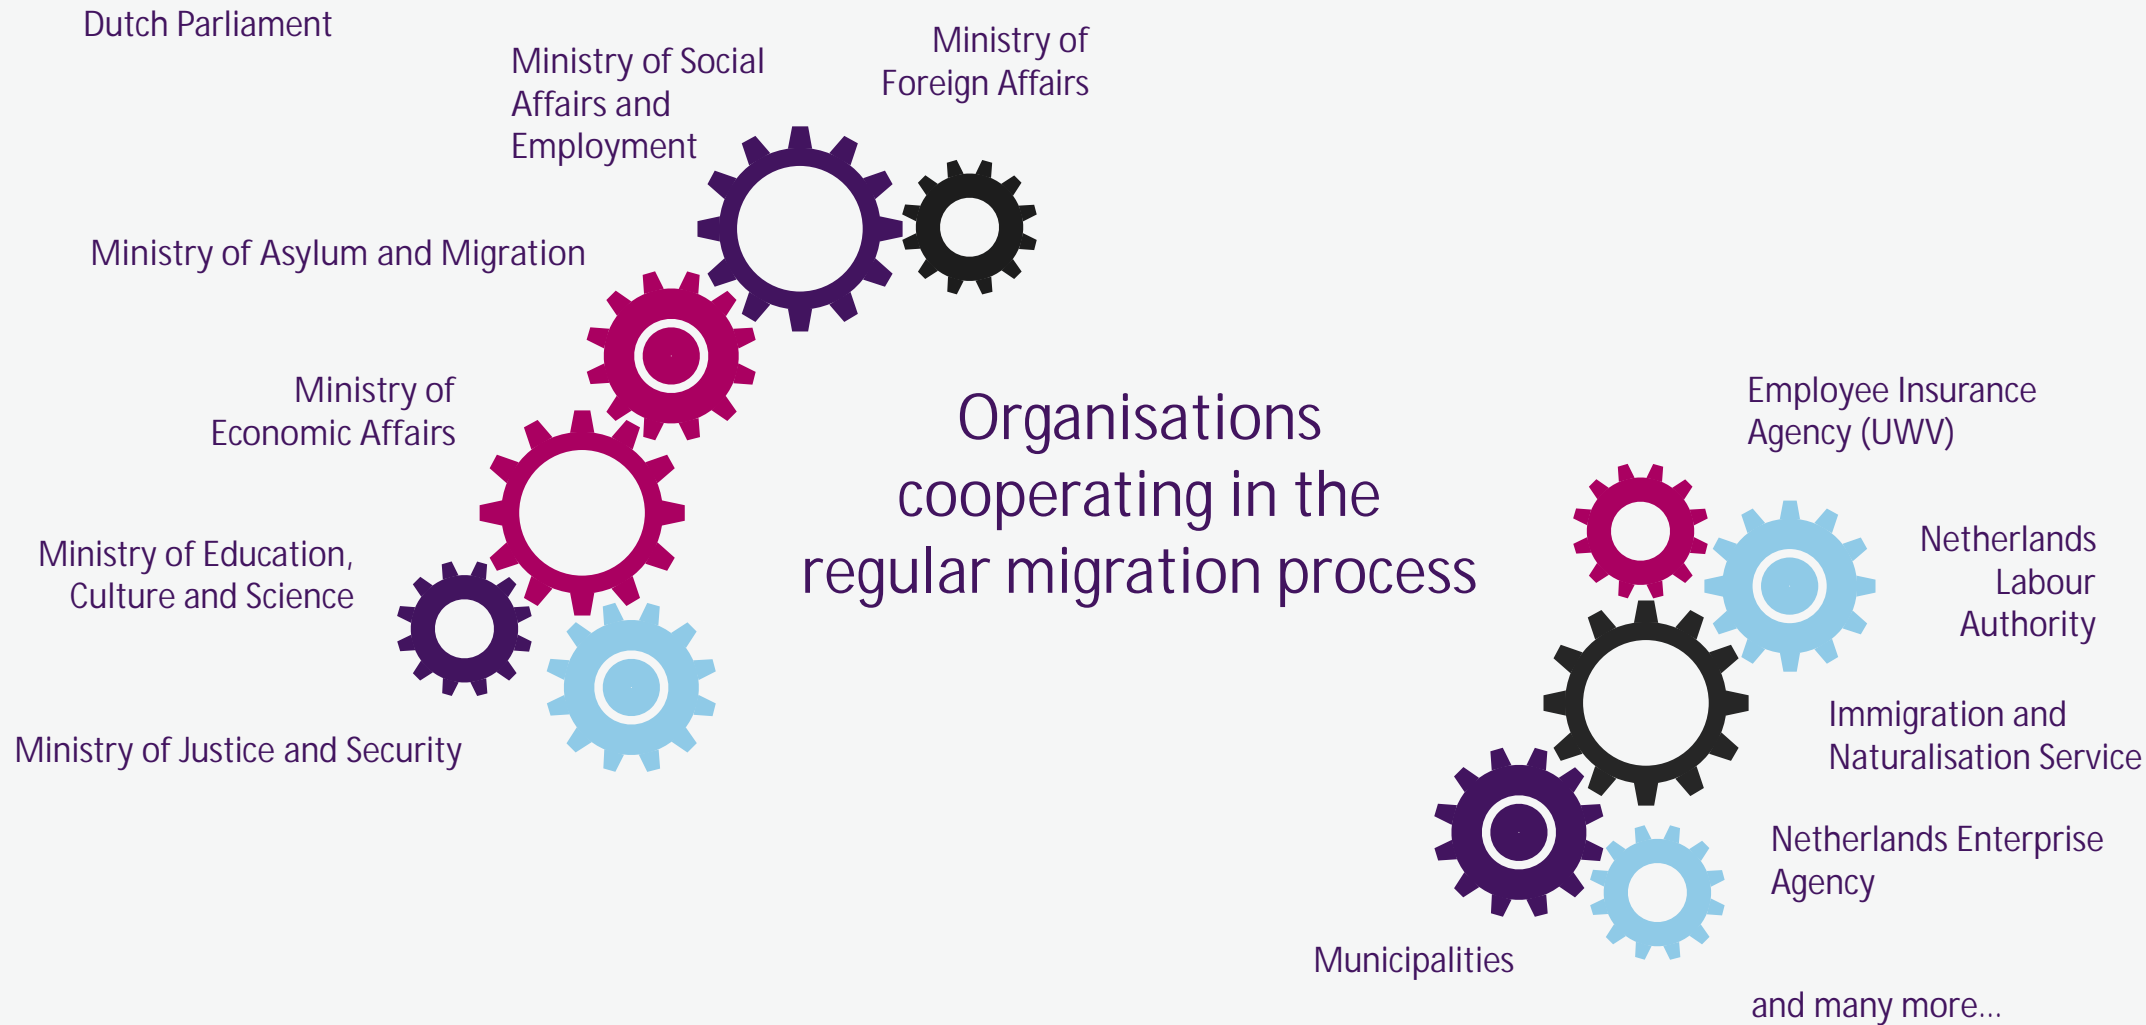 Dutch Parliament
Ministry of Social
Affairs and
Employment
Ministry of
Foreign Affairs
Ministry of Asylum and Migration
Ministry of
Economic Affairs
Ministry of Education,
Culture and Science
Ministry of Justice and Security
Organisations
cooperating in the
regular migration process
Employee Insurance
Agency (UWV)
Netherlands
Labour
Authority
Immigration and
Naturalisation Service
Netherlands Enterprise
Agency
Municipalities
and many more...